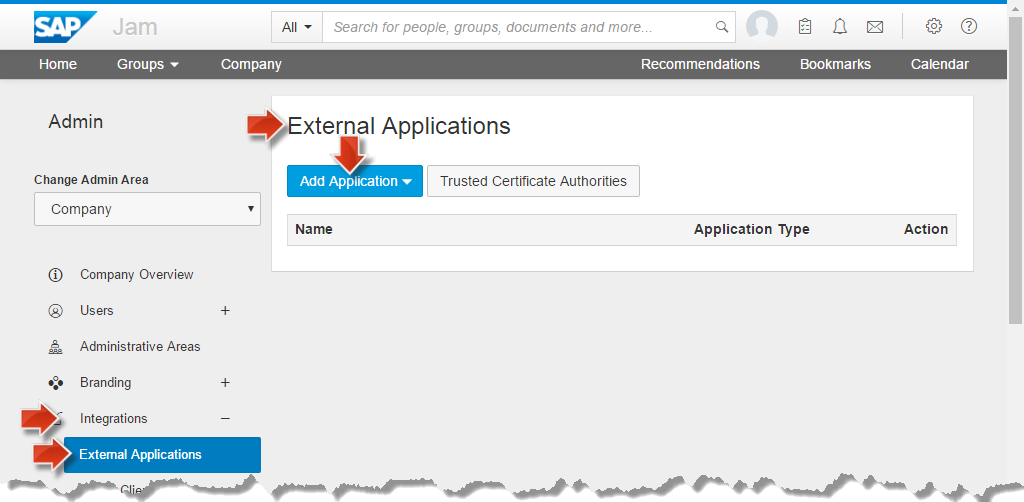 SAP Jam
All Search for people, groups, documents and more...
Home Groups Company Recommendations Bookmarks Calendar
Admin
Change Admin Area
Company
Company Overview
Users +
Administrative Areas
Branding +
Integrations −
External Applications
External Applications
Add Application Trusted Certificate Authorities
Name Application Type Action